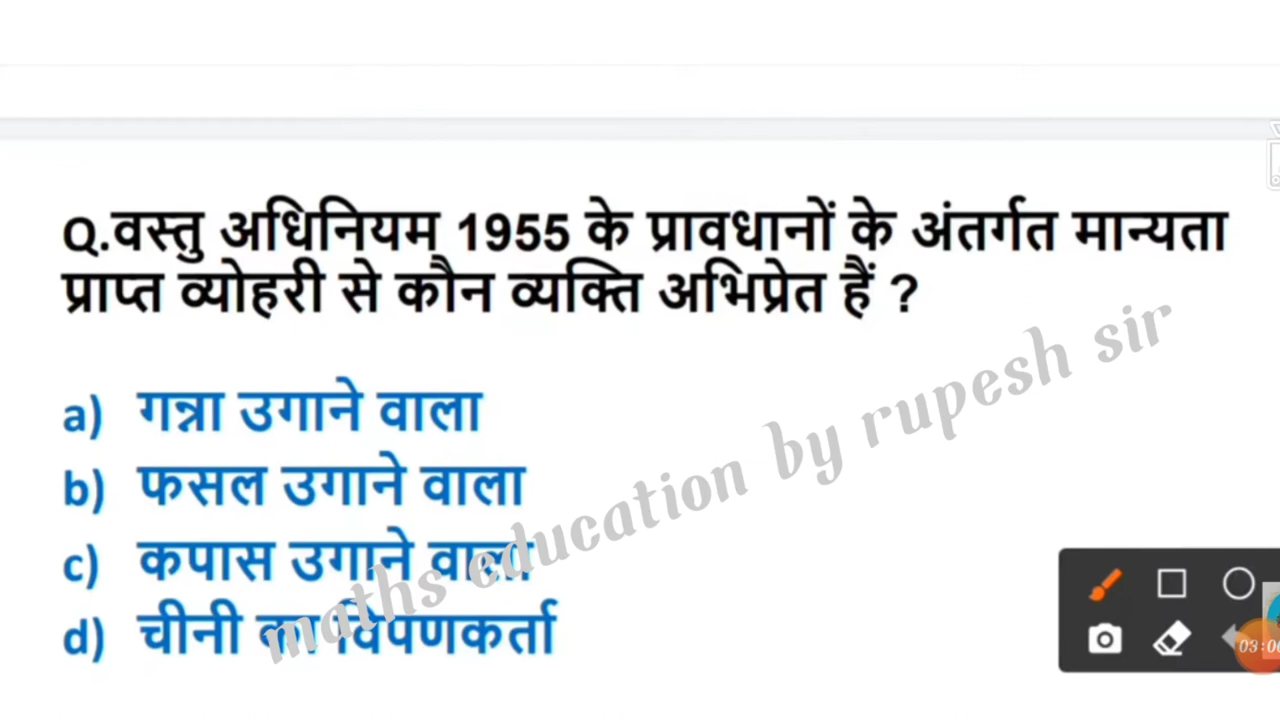 Q.वस्तु अधिनियम 1955 के प्रावधानों के अंतर्गत मान्यता
प्राप्त व्योहरी से कौन व्यक्ति अभिप्रेत हैं ?
a) गन्ना उगाने वाला
b) फसल उगाने वाला
c) कपास उगाने वाला
d) चीनी का विपणकर्ता
maths education by rupesh sir